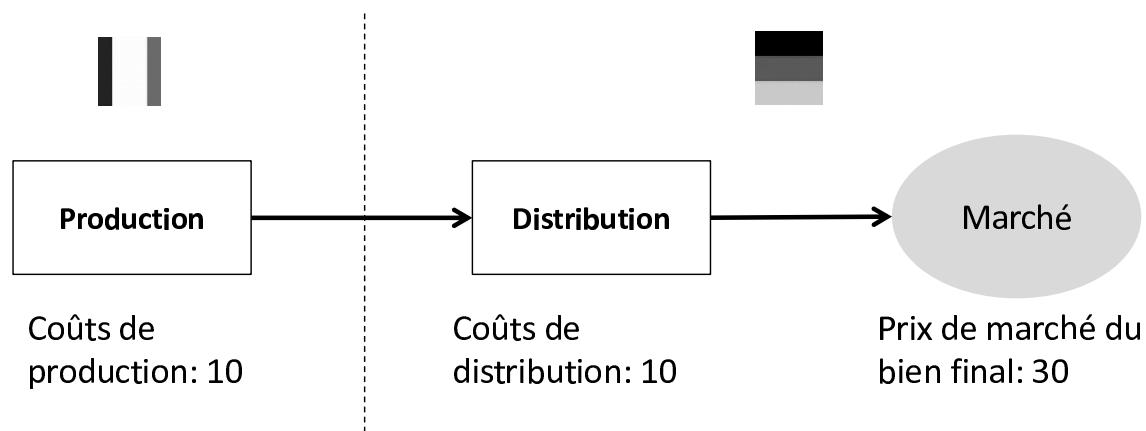 Production
Distribution
Marché
Coûts de
production: 10
Coûts de
distribution: 10
Prix de marché du
bien final: 30